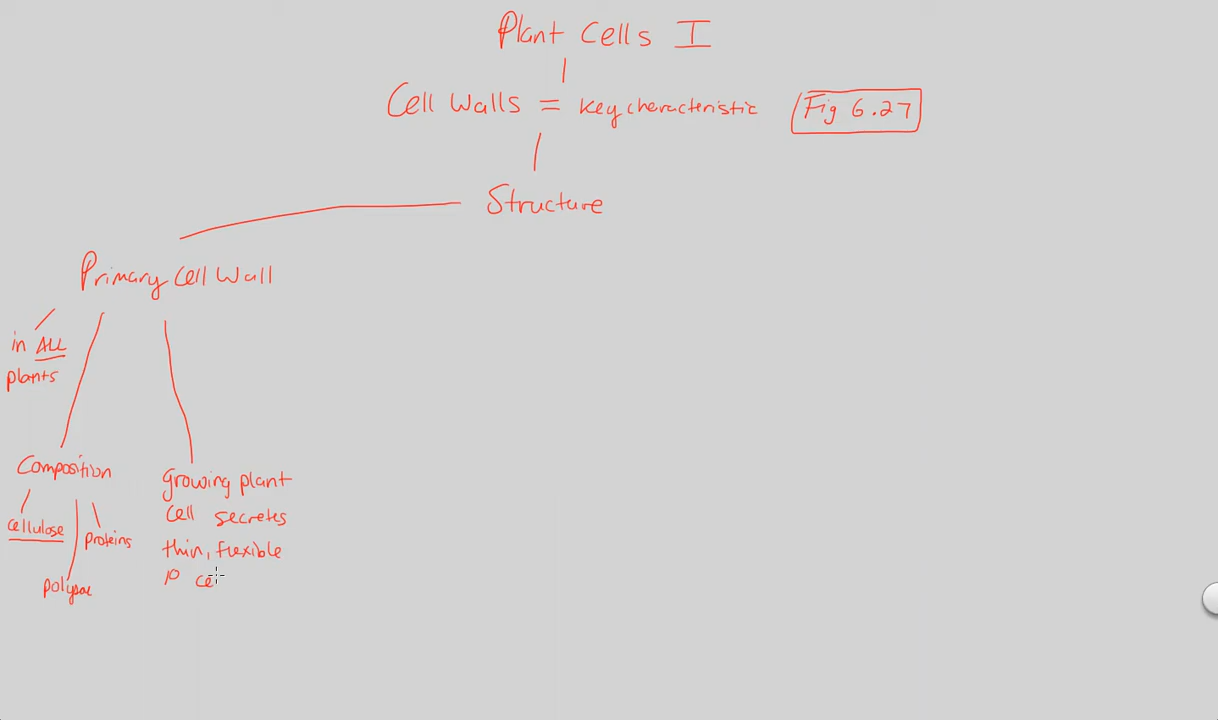 Plant Cells I
Cell Walls = key characteristic Fig 6.27
Structure
Primary Cell Wall
in ALL
plants
Composition
cellulose
proteins
polysac
growing plant
cell secretes
thin, flexible
1° ce